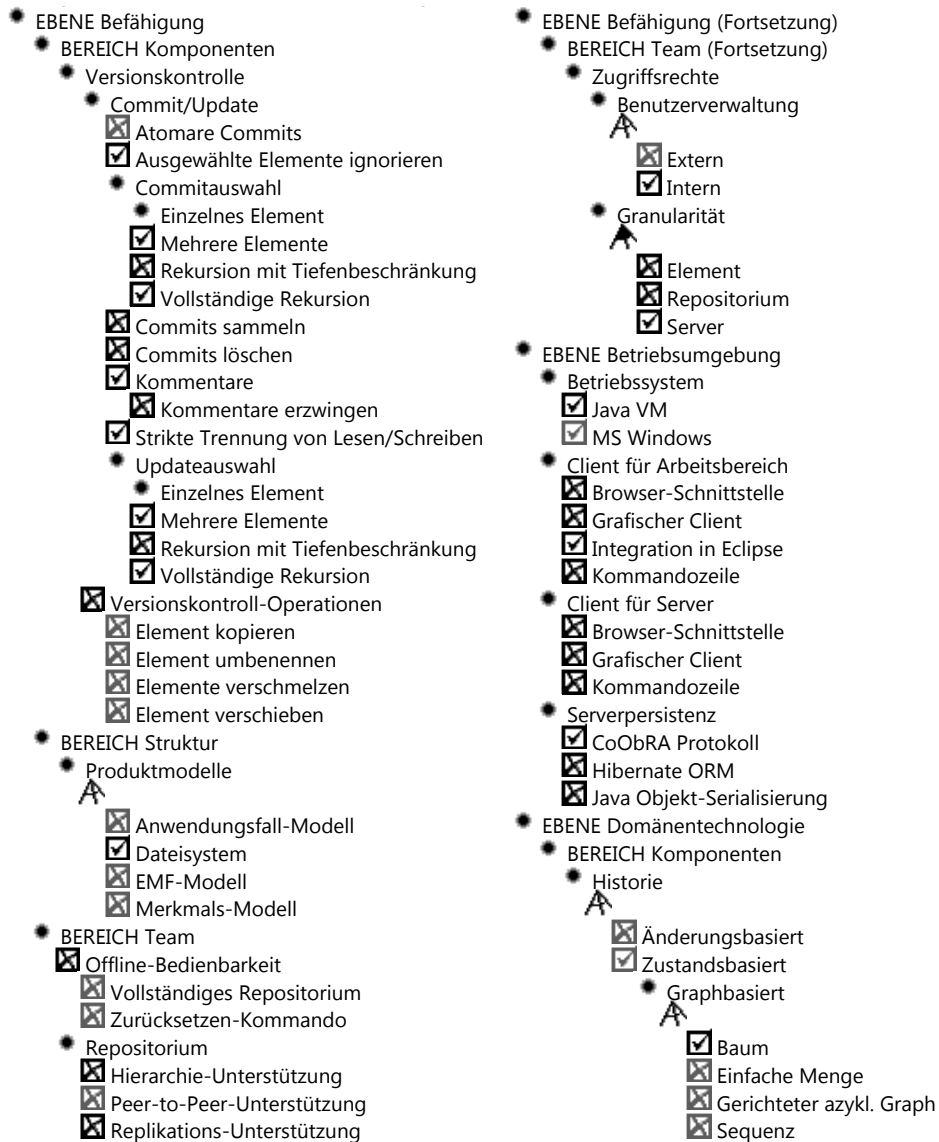 EBENE Befähigung
BEREICH Komponenten
Versionskontrolle
Commit/Update
Atomare Commits
Ausgewählte Elemente ignorieren
Commitauswahl
Einzelnes Element
Mehrere Elemente
Rekursion mit Tiefenbeschränkung
Vollständige Rekursion
Commits sammeln
Commits löschen
Kommentare
Kommentare erzwingen
Strikte Trennung von Lesen/Schreiben
Updateauswahl
Einzelnes Element
Mehrere Elemente
Rekursion mit Tiefenbeschränkung
Vollständige Rekursion
Versionskontroll-Operationen
Element kopieren
Element umbenennen
Elemente verschmelzen
Element verschieben
BEREICH Struktur
Produktmodelle
Anwendungsfall-Modell
Dateisystem
EMF-Modell
Merkmals-Modell
BEREICH Team
Offline-Bedienbarkeit
Vollständiges Repositorium
Zurücksetzen-Kommando
Repositorium
Hierarchie-Unterstützung
Peer-to-Peer-Unterstützung
Replikations-Unterstützung
EBENE Befähigung (Fortsetzung)
BEREICH Team (Fortsetzung)
Zugriffsrechte
Benutzerverwaltung
Extern
Intern
Granularität
Element
Repositorium
Server
EBENE Betriebsumgebung
Betriebssystem
Java VM
MS Windows
Client für Arbeitsbereich
Browser-Schnittstelle
Grafischer Client
Integration in Eclipse
Kommandozeile
Client für Server
Browser-Schnittstelle
Grafischer Client
Kommandozeile
Serverpersistenz
CoObRA Protokoll
Hibernate ORM
Java Objekt-Serialisierung
EBENE Domänentechnologie
BEREICH Komponenten
Historie
Änderungsbasiert
Zustandsbasiert
Graphbasiert
Baum
Einfache Menge
Gerichteter azykl. Graph
Sequenz